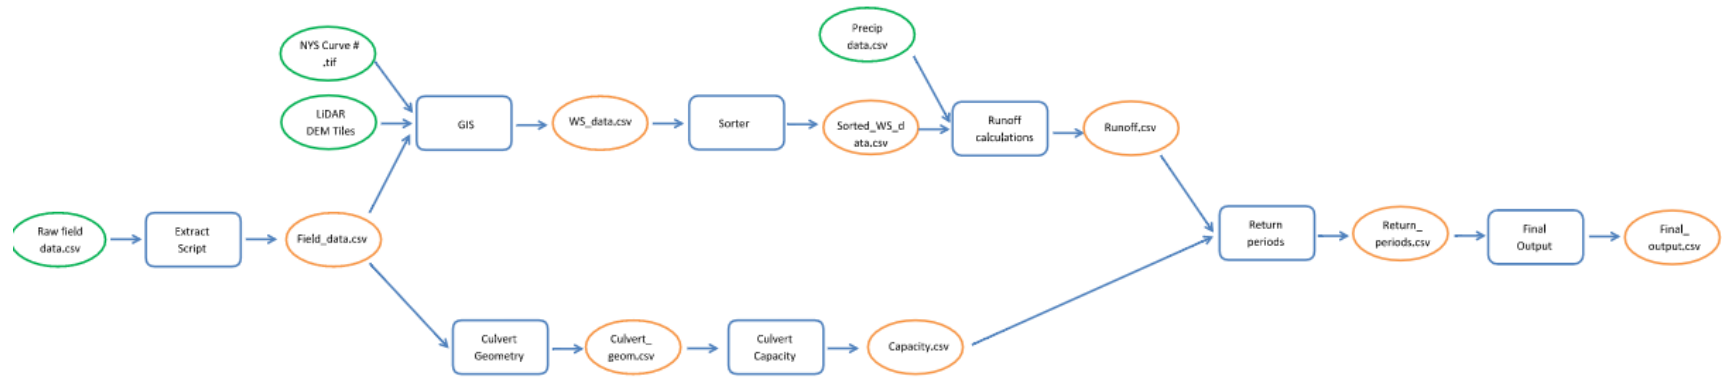 NYS Curve #
.tif
Precip
data.csv
LiDAR
DEM Tiles
GIS
WS_data.csv
Sorter
Sorted_WS_d
ata.csv
Runoff
calculations
Runoff.csv
Raw field
data.csv
Extract
Script
Field_data.csv
Return
periods
Return_
periods.csv
Final
Output
Final_
output.csv
Culvert
Geometry
Culvert_
geom.csv
Culvert
Capacity
Capacity.csv